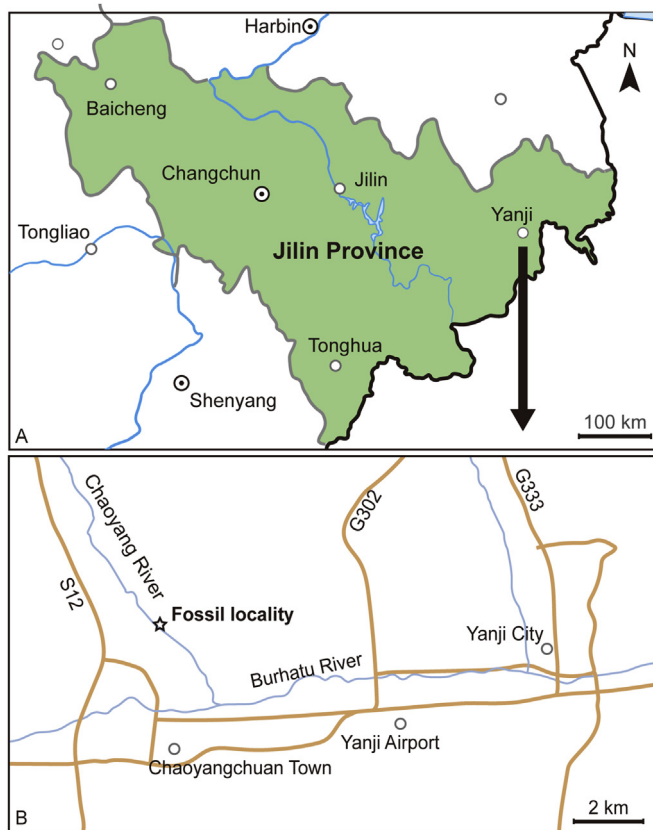 Harbin
N
Baicheng
Changchun
Jilin
Tongliao
Yanji
Jilin Province
Tonghua
Shenyang
100 km
A
Chaoyang River
G302
G333
S12
Fossil locality
Yanji City
Burhatu River
Yanji Airport
Chaoyangchuan Town
2 km
B